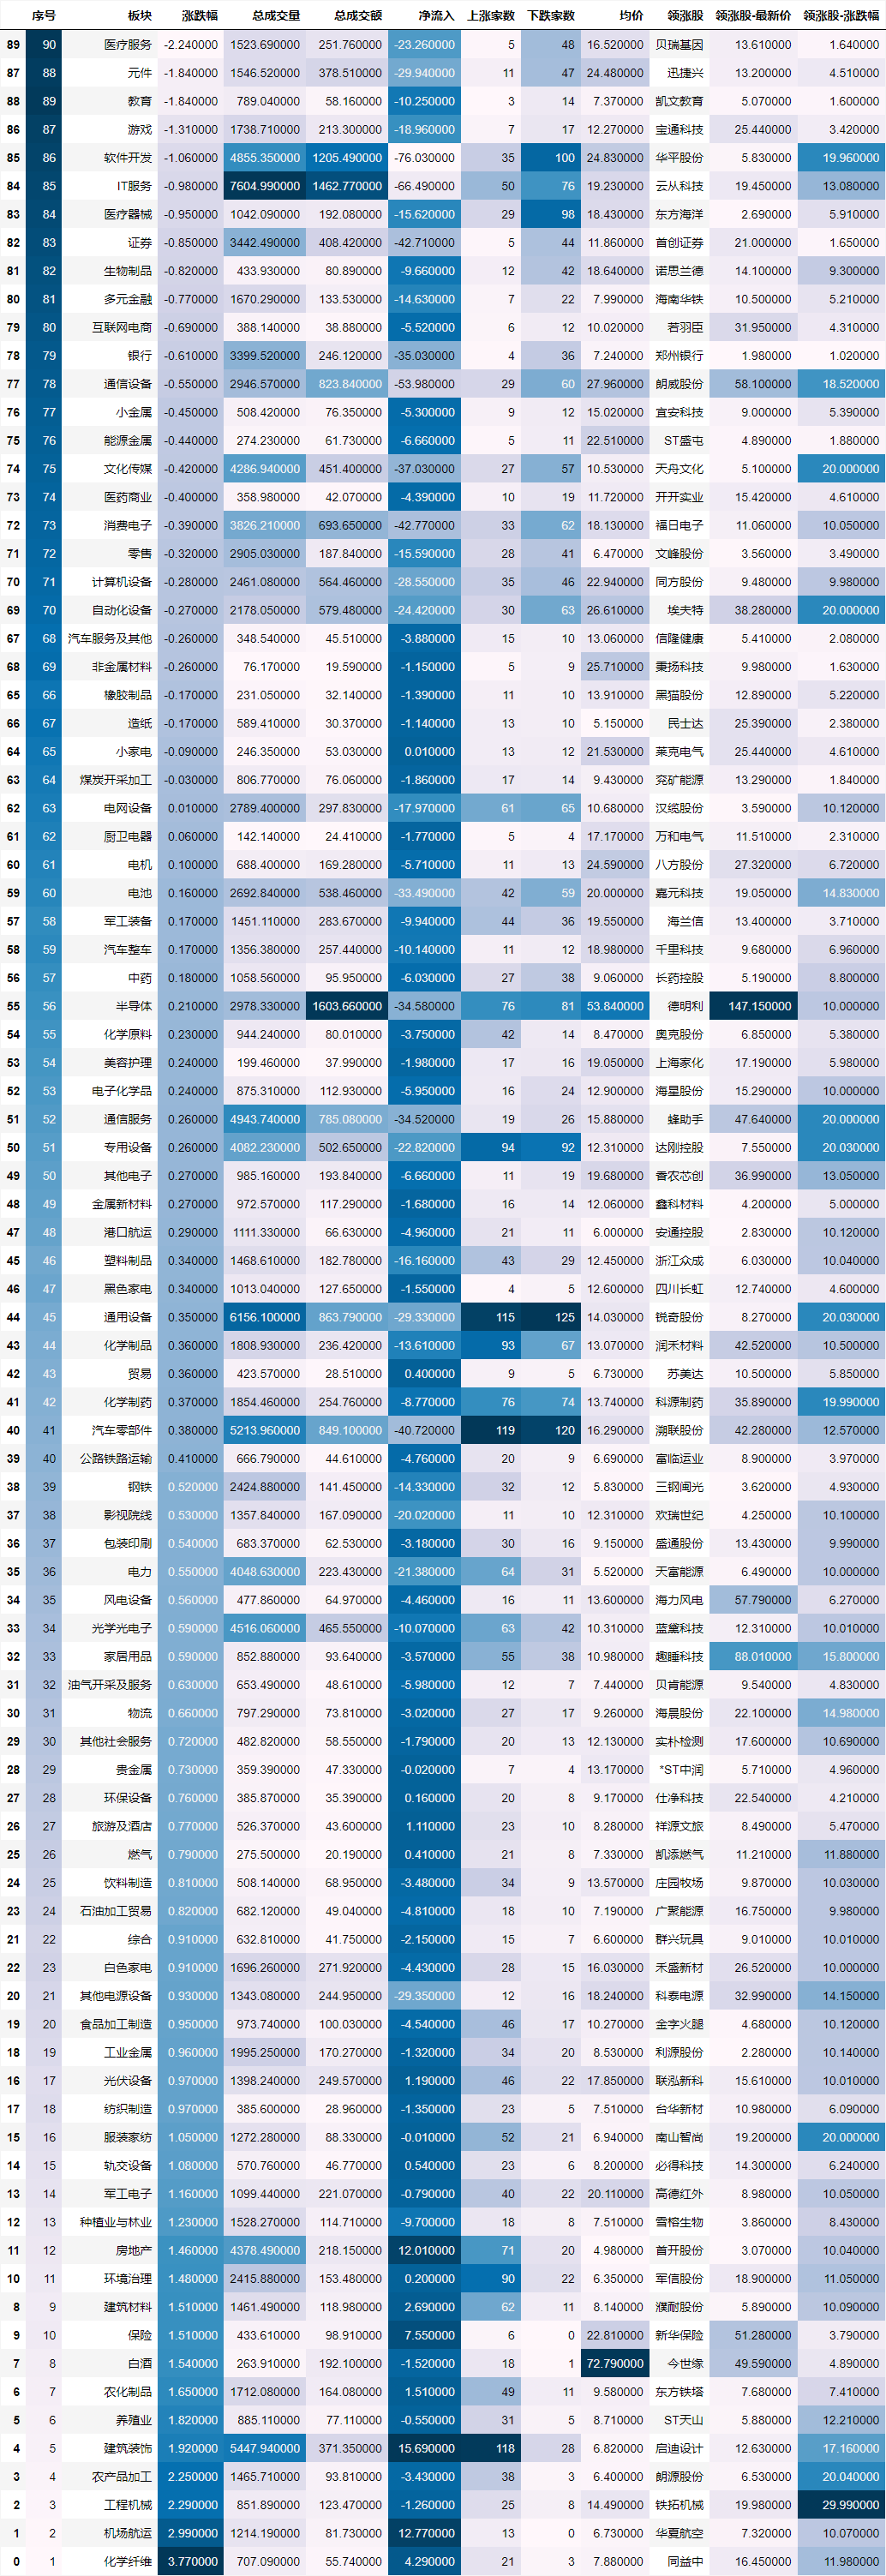 序号 板块 涨跌幅 总成交量 总成交额 净流入 上涨家数 下跌家数 均价 领涨股 领涨股-最新价 领涨股-涨跌幅
89 90 医疗服务 -2.240000 1523.690000 251.760000 -23.260000 5 48 16.520000 贝瑞基因 13.610000 1.640000
87 88 元件 -1.840000 1546.520000 378.510000 -29.940000 11 47 24.480000 迅捷兴 13.200000 4.510000
88 89 教育 -1.840000 789.040000 58.160000 -10.250000 3 14 7.370000 凯文教育 5.070000 1.600000
86 87 游戏 -1.310000 1738.710000 213.300000 -18.960000 7 17 12.270000 宝通科技 25.440000 3.420000
85 86 软件开发 -1.060000 4855.350000 1205.490000 -76.030000 35 100 24.830000 华平股份 5.830000 19.960000
84 85 IT服务 -0.980000 7604.990000 1462.770000 -66.490000 50 76 19.230000 云从科技 19.450000 13.080000
83 84 医疗器械 -0.950000 1042.090000 192.080000 -15.620000 29 98 18.430000 东方海洋 2.690000 5.910000
82 83 证券 -0.850000 3442.490000 408.420000 -42.710000 5 44 11.860000 首创证券 21.000000 1.650000
81 82 生物制品 -0.820000 433.930000 80.890000 -9.660000 12 42 18.640000 诺思兰德 14.100000 9.300000
80 81 多元金融 -0.770000 1670.290000 133.530000 -14.630000 7 22 7.990000 海南华铁 10.500000 5.210000
79 80 互联网电商 -0.690000 388.140000 38.880000 -5.520000 6 12 10.020000 若羽臣 31.950000 4.310000
78 79 银行 -0.610000 3399.520000 246.120000 -35.030000 4 36 7.240000 郑州银行 1.980000 1.020000
77 78 通信设备 -0.550000 2946.570000 823.840000 -53.980000 29 60 27.960000 朗威股份 58.100000 18.520000
76 77 小金属 -0.450000 508.420000 76.350000 -5.300000 9 12 15.020000 宜安科技 9.000000 5.390000
75 76 能源金属 -0.440000 274.230000 61.730000 -6.660000 5 11 22.510000 ST盛屯 4.890000 1.880000
74 75 文化传媒 -0.420000 4286.940000 451.400000 -37.030000 27 57 10.530000 天舟文化 5.100000 20.000000
73 74 医药商业 -0.400000 358.980000 42.070000 -4.390000 10 19 11.720000 开开实业 15.420000 4.610000
72 73 消费电子 -0.390000 3826.210000 693.650000 -42.770000 33 62 18.130000 福日电子 11.060000 10.050000
71 72 零售 -0.320000 2905.030000 187.840000 -15.590000 28 41 6.470000 文峰股份 3.560000 3.490000
70 71 计算机设备 -0.280000 2461.080000 564.460000 -28.550000 35 46 22.940000 同方股份 9.480000 9.980000
69 70 自动化设备 -0.270000 2178.050000 579.480000 -24.420000 30 63 26.610000 埃夫特 38.280000 20.000000
67 68 汽车服务及其他 -0.260000 348.540000 45.510000 -3.880000 15 10 13.060000 信隆健康 5.410000 2.080000
68 69 非金属材料 -0.260000 76.170000 19.590000 -1.150000 5 9 25.710000 秉扬科技 9.980000 1.630000
65 66 橡胶制品 -0.170000 231.050000 32.140000 -1.390000 11 10 13.910000 黑猫股份 12.890000 5.220000
66 67 造纸 -0.170000 589.410000 30.370000 -1.140000 13 10 5.150000 民士达 25.390000 2.380000
64 65 小家电 -0.090000 246.350000 53.030000 0.010000 13 12 21.530000 莱克电气 25.440000 4.610000
63 64 煤炭开采加工 -0.030000 806.770000 76.060000 -1.860000 17 14 9.430000 兖矿能源 13.290000 1.840000
62 63 电网设备 0.010000 2789.400000 297.830000 -17.970000 61 65 10.680000 汉缆股份 3.590000 10.120000
61 62 厨卫电器 0.060000 142.140000 24.410000 -1.770000 5 4 17.170000 万和电气 11.510000 2.310000
60 61 电机 0.100000 688.400000 169.280000 -5.710000 11 13 24.590000 八方股份 27.320000 6.720000
59 60 电池 0.160000 2692.840000 538.460000 -33.490000 42 59 20.000000 嘉元科技 19.050000 14.830000
57 58 军工装备 0.170000 1451.110000 283.670000 -9.940000 44 36 19.550000 海兰信 13.400000 3.710000
58 59 汽车整车 0.170000 1356.380000 257.440000 -10.140000 11 12 18.980000 千里科技 9.680000 6.960000
56 57 中药 0.180000 1058.560000 95.950000 -6.030000 27 38 9.060000 长药控股 5.190000 8.800000
55 56 半导体 0.210000 2978.330000 1603.660000 -34.580000 76 81 53.840000 德明利 147.150000 10.000000
54 55 化学原料 0.230000 944.240000 80.010000 -3.750000 42 14 8.470000 奥克股份 6.850000 5.380000
53 54 美容护理 0.240000 199.460000 37.990000 -1.980000 17 16 19.050000 上海家化 17.190000 5.980000
52 53 电子化学品 0.240000 875.310000 112.930000 -5.950000 16 24 12.900000 海星股份 15.290000 10.000000
51 52 通信服务 0.260000 4943.740000 785.080000 -34.520000 19 26 15.880000 蜂助手 47.640000 20.000000
50 51 专用设备 0.260000 4082.230000 502.650000 -22.820000 94 92 12.310000 达刚控股 7.550000 20.030000
49 50 其他电子 0.270000 985.160000 193.840000 -6.660000 11 19 19.680000 香农芯创 36.990000 13.050000
48 49 金属新材料 0.270000 972.570000 117.290000 -1.680000 16 14 12.060000 鑫科材料 4.200000 5.000000
47 48 港口航运 0.290000 1111.330000 66.630000 -4.960000 21 11 6.000000 安通控股 2.830000 10.120000
45 46 塑料制品 0.340000 1468.610000 182.780000 -16.160000 43 29 12.450000 浙江众成 6.030000 10.040000
46 47 黑色家电 0.340000 1013.040000 127.650000 -1.550000 4 5 12.600000 四川长虹 12.740000 4.600000
44 45 通用设备 0.350000 6156.100000 863.790000 -29.330000 115 125 14.030000 锐奇股份 8.270000 20.030000
43 44 化学制品 0.360000 1808.930000 236.420000 -13.610000 93 67 13.070000 润禾材料 42.520000 10.500000
42 43 贸易 0.360000 423.570000 28.510000 0.400000 9 5 6.730000 苏美达 10.500000 5.850000
41 42 化学制药 0.370000 1854.460000 254.760000 -8.770000 76 74 13.740000 科源制药 35.890000 19.990000
40 41 汽车零部件 0.380000 5213.960000 849.100000 -40.720000 119 120 16.290000 溯联股份 42.280000 12.570000
39 40 公路铁路运输 0.410000 666.790000 44.610000 -4.760000 20 9 6.690000 富临运业 8.900000 3.970000
38 39 钢铁 0.520000 2424.880000 141.450000 -14.330000 32 12 5.830000 三钢闽光 3.620000 4.930000
37 38 影视院线 0.530000 1357.840000 167.090000 -20.020000 11 10 12.310000 欢瑞世纪 4.250000 10.100000
36 37 包装印刷 0.540000 683.370000 62.530000 -3.180000 30 16 9.150000 盛通股份 13.430000 9.990000
35 36 电力 0.550000 4048.630000 223.430000 -21.380000 64 31 5.520000 天富能源 6.490000 10.000000
34 35 风电设备 0.560000 477.860000 64.970000 -4.460000 16 11 13.600000 海力风电 57.790000 6.270000
33 34 光学光电子 0.590000 4516.060000 465.550000 -10.070000 63 42 10.310000 蓝黛科技 12.310000 10.010000
32 33 家居用品 0.590000 852.880000 93.640000 -3.570000 55 38 10.980000 趣睡科技 88.010000 15.800000
31 32 油气开采及服务 0.630000 653.490000 48.610000 -5.980000 12 7 7.440000 贝肯能源 9.540000 4.830000
30 31 物流 0.660000 797.290000 73.810000 -3.020000 27 17 9.260000 海晨股份 22.100000 14.980000
29 30 其他社会服务 0.720000 482.820000 58.550000 -1.790000 20 13 12.130000 实朴检测 17.600000 10.690000
28 29 贵金属 0.730000 359.390000 47.330000 -0.020000 7 4 13.170000 *ST中润 5.710000 4.960000
27 28 环保设备 0.760000 385.870000 35.390000 0.160000 20 8 9.170000 仕净科技 22.540000 4.210000
26 27 旅游及酒店 0.770000 526.370000 43.600000 1.110000 23 10 8.280000 祥源文旅 8.490000 5.470000
25 26 燃气 0.790000 275.500000 20.190000 0.410000 21 8 7.330000 凯添燃气 11.210000 11.880000
24 25 饮料制造 0.810000 508.140000 68.950000 -3.480000 34 9 13.570000 庄园牧场 9.870000 10.030000
23 24 石油加工贸易 0.820000 682.120000 49.040000 -4.810000 18 10 7.190000 广聚能源 16.750000 9.980000
21 22 综合 0.910000 632.810000 41.750000 -2.150000 15 7 6.600000 群兴玩具 9.010000 10.010000
22 23 白色家电 0.910000 1696.260000 271.920000 -4.430000 28 15 16.030000 禾盛新材 26.520000 10.000000
20 21 其他电源设备 0.930000 1343.080000 244.950000 -29.350000 12 16 18.240000 科泰电源 32.990000 14.150000
19 20 食品加工制造 0.950000 973.740000 100.030000 -4.540000 46 17 10.270000 金字火腿 4.680000 10.120000
18 19 工业金属 0.960000 1995.250000 170.270000 -1.320000 34 20 8.530000 利源股份 2.280000 10.140000
16 17 光伏设备 0.970000 1398.240000 249.570000 1.190000 46 22 17.850000 联泓新科 15.610000 10.010000
17 18 纺织制造 0.970000 385.600000 28.960000 -1.350000 23 5 7.510000 台华新材 10.980000 6.090000
15 16 服装家纺 1.050000 1272.280000 88.330000 -0.010000 52 21 6.940000 南山智尚 19.200000 20.000000
14 15 轨交设备 1.080000 570.760000 46.770000 0.540000 23 6 8.200000 必得科技 14.300000 6.240000
13 14 军工电子 1.160000 1099.440000 221.070000 -0.790000 40 22 20.110000 高德红外 8.980000 10.050000
12 13 种植业与林业 1.230000 1528.270000 114.710000 -9.700000 18 8 7.510000 雪榕生物 3.860000 8.430000
11 12 房地产 1.460000 4378.490000 218.150000 12.010000 71 20 4.980000 首开股份 3.070000 10.040000
10 11 环境治理 1.480000 2415.880000 153.480000 0.200000 90 22 6.350000 军信股份 18.900000 11.050000
8 9 建筑材料 1.510000 1461.490000 118.980000 2.690000 62 11 8.140000 濮耐股份 5.890000 10.090000
9 10 保险 1.510000 433.610000 98.910000 7.550000 6 0 22.810000 新华保险 51.280000 3.790000
7 8 白酒 1.540000 263.910000 192.100000 -1.520000 18 1 72.790000 今世缘 49.590000 4.890000
6 7 农化制品 1.650000 1712.080000 164.080000 1.510000 49 11 9.580000 东方铁塔 7.680000 7.410000
5 6 养殖业 1.820000 885.110000 77.110000 -0.550000 31 5 8.710000 ST天山 5.880000 12.210000
4 5 建筑装饰 1.920000 5447.940000 371.350000 15.690000 118 28 6.820000 启迪设计 12.630000 17.160000
3 4 农产品加工 2.250000 1465.710000 93.810000 -3.430000 38 3 6.400000 朗源股份 6.530000 20.040000
2 3 工程机械 2.290000 851.890000 123.470000 -1.260000 25 8 14.490000 铁拓机械 19.980000 29.990000
1 2 机场航运 2.990000 1214.190000 81.730000 12.770000 13 0 6.730000 华夏航空 7.320000 10.070000
0 1 化学纤维 3.770000 707.090000 55.740000 4.290000 21 3 7.880000 同益中 16.450000 11.980000